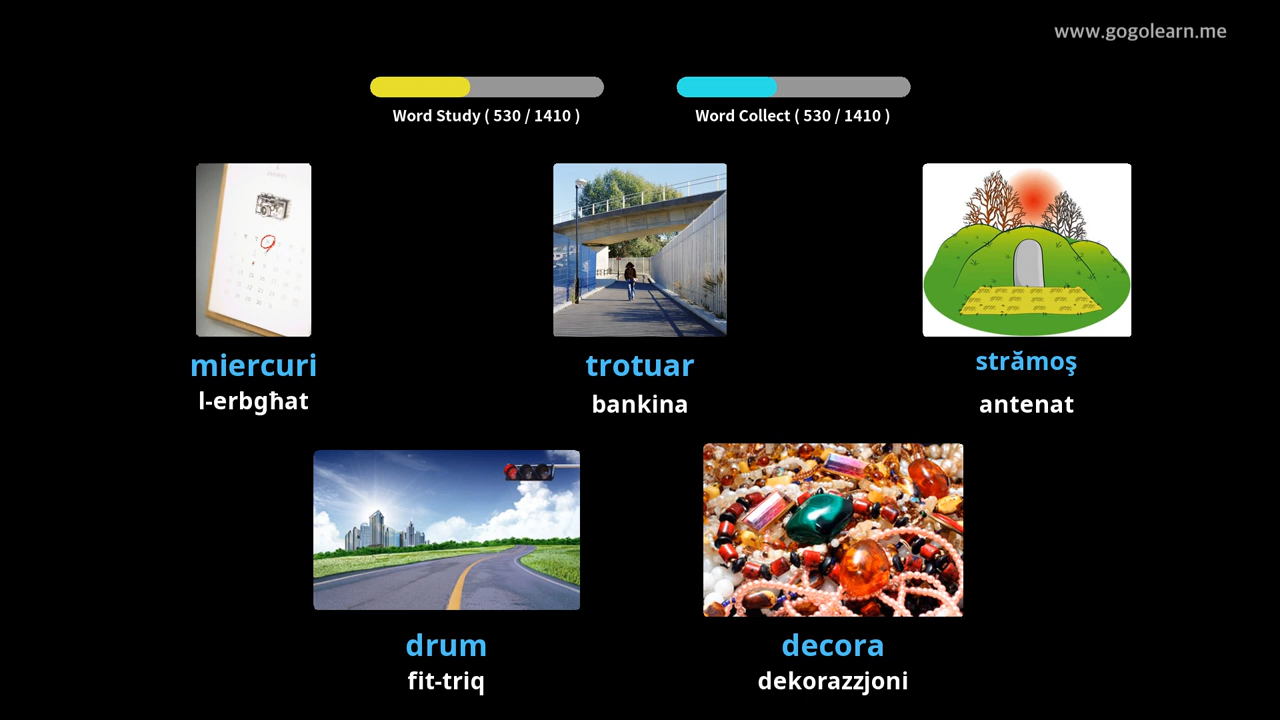 www.gogolearn.me
Word Study ( 530 / 1410 )
Word Collect ( 530 / 1410 )
miercuri
l-erbgħat
trotuar
bankina
strămoş
antenat
drum
fit-triq
decora
dekorazzjoni